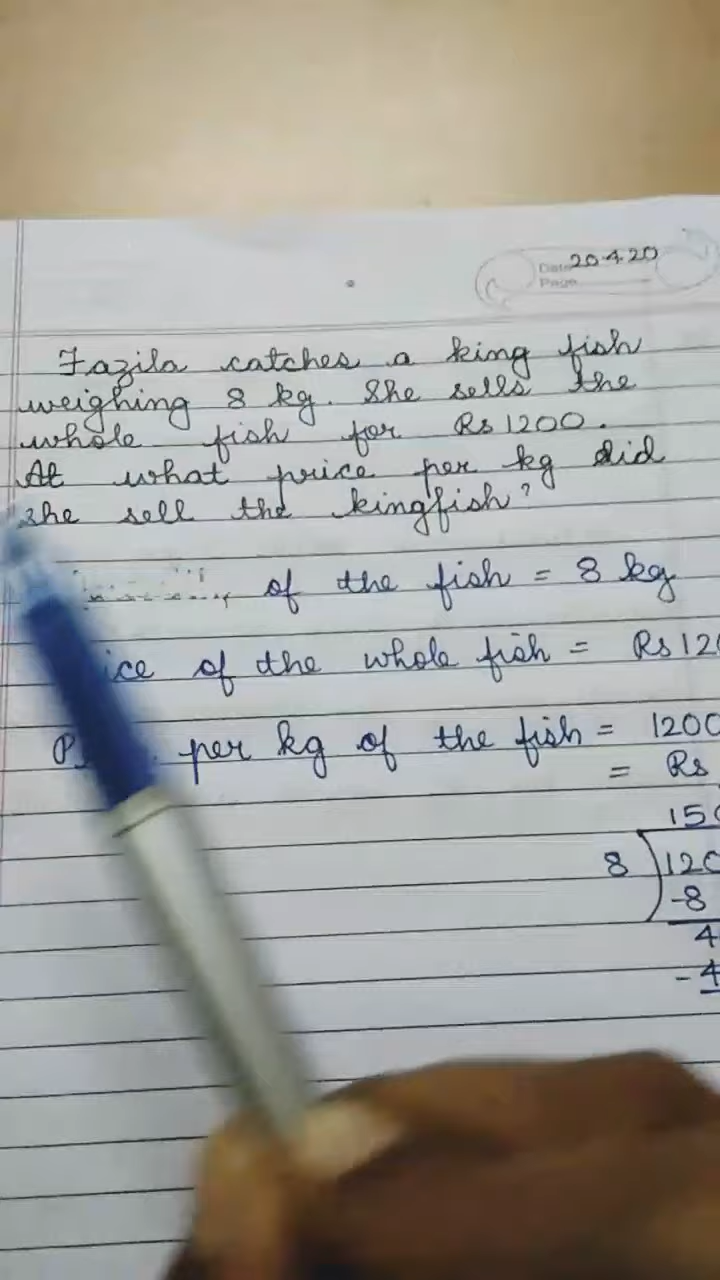 Date 20.4.20
Page
Fazila catches a king fish
weighing 8 kg. She sells the
whole fish for Rs 1200.
At what price per kg did
she sell the kingfish?
of the fish = 8 kg
ice of the whole fish = Rs 120
P per kg of the fish = 1200
= Rs
150
8 120
-8
4
-4